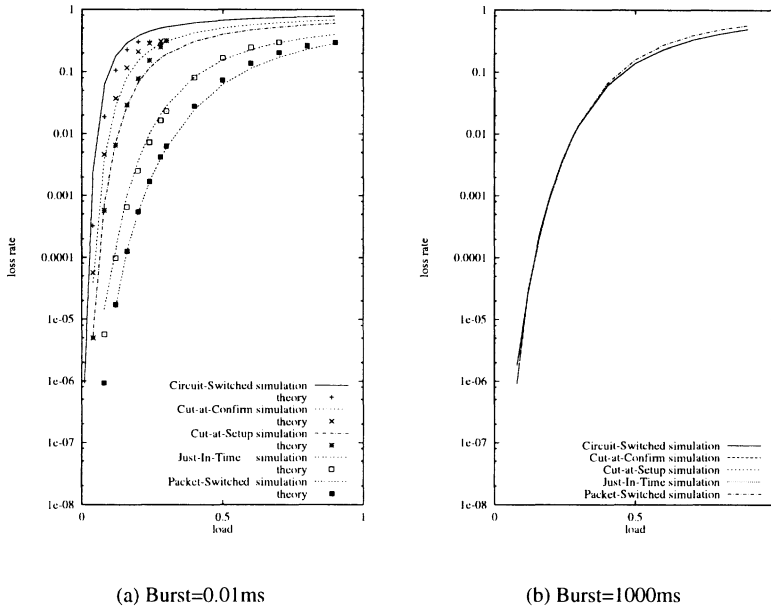 1
0.1
0.01
0.001
0.0001
1e-05
1e-06
1e-07
1e-08
loss rate
Circuit-Switched simulation
theory
Cut-at-Confirm simulation
theory
Cut-at-Setup simulation
theory
Just-In-Time simulation
theory
Packet-Switched simulation
theory
0 0.5 1
load
(a) Burst=0.01ms
1
0.1
0.01
0.001
0.0001
1e-05
1e-06
1e-07
1e-08
loss rate
Circuit-Switched simulation
Cut-at-Confirm simulation
Cut-at-Setup simulation
Just-In-Time simulation
Packet-Switched simulation
0 0.5
load
(b) Burst=1000ms